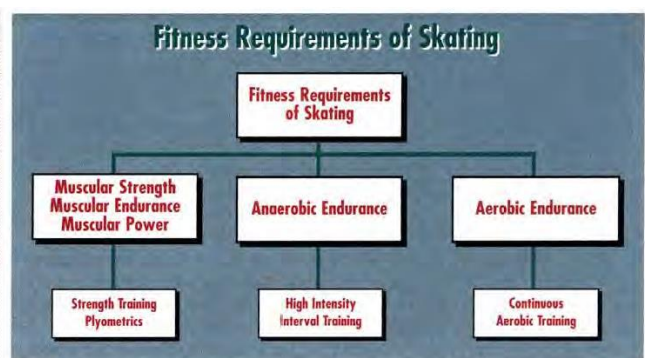 Fitness Requirements of Skating
Fitness Requirements
of Skating
Muscular Strength
Muscular Endurance
Muscular Power
Anaerobic Endurance
Aerobic Endurance
Strength Training
Plyometrics
High Intensity
Interval Training
Continuous
Aerobic Training